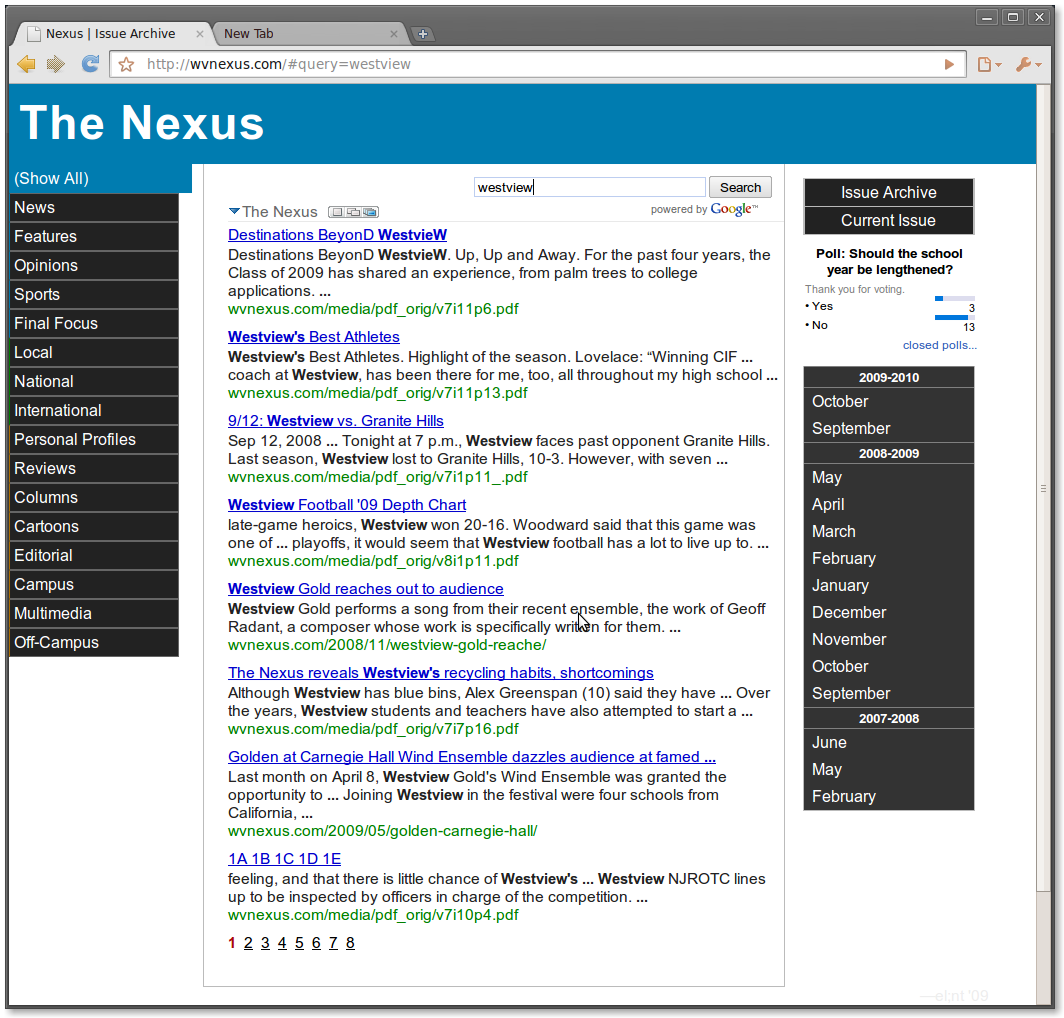 Nexus | Issue Archive
New Tab
http://wvnexus.com/#query=westview
The Nexus
(Show All)
News
Features
Opinions
Sports
Final Focus
Local
National
International
Personal Profiles
Reviews
Columns
Cartoons
Editorial
Campus
Multimedia
Off-Campus
westview
Search
powered by Google™
The Nexus
Destinations BeyonD WestvieW
Destinations BeyonD WestvieW. Up, Up and Away. For the past four years, the
Class of 2009 has shared an experience, from palm trees to college
applications. ...
wvnexus.com/media/pdf_orig/v7i11p6.pdf
Westview's Best Athletes
Westview's Best Athletes. Highlight of the season. Lovelace: “Winning CIF ...
coach at Westview, has been there for me, too, all throughout my high school ...
wvnexus.com/media/pdf_orig/v7i11p13.pdf
9/12: Westview vs. Granite Hills
Sep 12, 2008 ... Tonight at 7 p.m., Westview faces past opponent Granite Hills.
Last season, Westview lost to Granite Hills, 10-3. However, with seven ...
wvnexus.com/media/pdf_orig/v7i1p11_.pdf
Westview Football '09 Depth Chart
late-game heroics, Westview won 20-16. Woodward said that this game was
one of ... playoffs, it would seem that Westview football has a lot to live up to. ...
wvnexus.com/media/pdf_orig/v8i1p11.pdf
Westview Gold reaches out to audience
Westview Gold performs a song from their recent ensemble, the work of Geoff
Radant, a composer whose work is specifically written for them. ...
wvnexus.com/2008/11/westview-gold-reache/
The Nexus reveals Westview's recycling habits, shortcomings
Although Westview has blue bins, Alex Greenspan (10) said they have ... Over
the years, Westview students and teachers have also attempted to start a ...
wvnexus.com/media/pdf_orig/v7i7p16.pdf
Golden at Carnegie Hall Wind Ensemble dazzles audience at famed ...
Last month on April 8, Westview Gold's Wind Ensemble was granted the
opportunity to ... Joining Westview in the festival were four schools from
California, ...
wvnexus.com/2009/05/golden-carnegie-hall/
1A 1B 1C 1D 1E
feeling, and that there is little chance of Westview's ... Westview NJROTC lines
up to be inspected by officers in charge of the competition. ...
wvnexus.com/media/pdf_orig/v7i10p4.pdf
1 2 3 4 5 6 7 8
Issue Archive
Current Issue
Poll: Should the school
year be lengthened?
Thank you for voting.
• Yes
3
• No
13
closed polls...
2009-2010
October
September
2008-2009
May
April
March
February
January
December
November
October
September
2007-2008
June
May
February